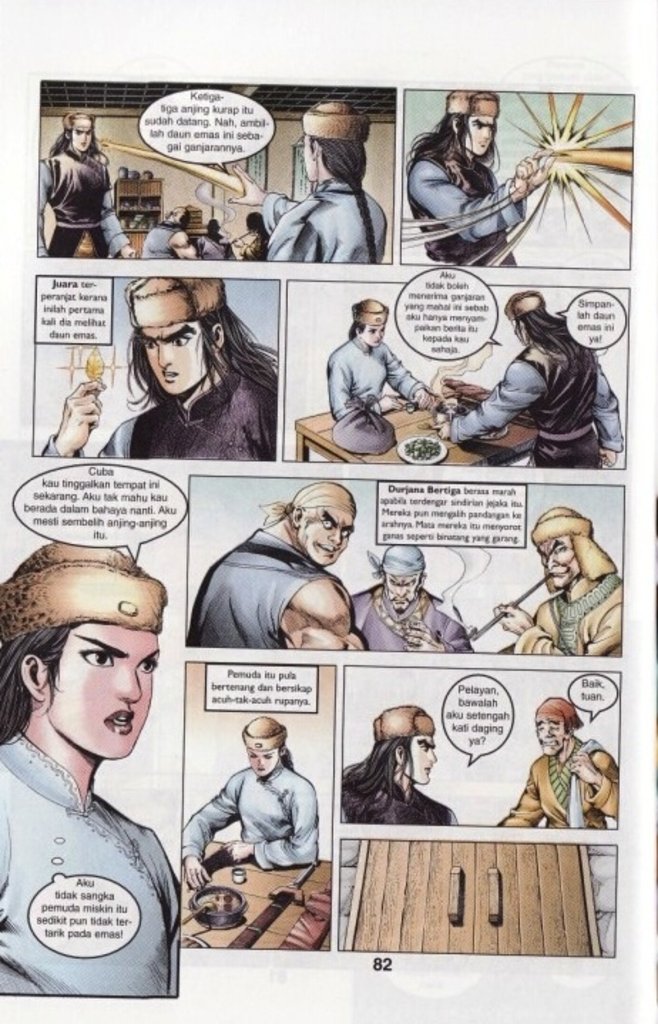 Ketiga-
tiga anjing kurap itu
sudah datang. Nah, ambil-
lah daun emas ini seba-
gai ganjarannya.
Juara ter-
peranjat kerana
inilah pertama
kali dia melihat
daun emas.
Aku
tidak boleh
menerima ganjaran
yang mahal ini sebab
aku hanya menyam-
paikan berita itu
kepada kau
sahaja.
Simpan-
lah daun
emas ini
ya!
Cuba
kau tinggalkan tempat ini
sekarang. Aku tak mahu kau
berada dalam bahaya nanti. Aku
mesti sembelih anjing-anjing
itu.
Durjana Bertiga berasa marah
apabila terdengar sindiran jejaka itu.
Mereka pun mengalih pandangan ke
arahnya. Mata mereka itu menyorot
ganas seperti binatang yang garang.
Aku
tidak sangka
pemuda miskin itu
sedikit pun tidak ter-
tarik pada emas!
Pemuda itu pula
bertenang dan bersikap
acuh-tak-acuh rupanya.
Pelayan,
bawalah
aku setengah
kati daging
ya?
Baik,
tuan.
82